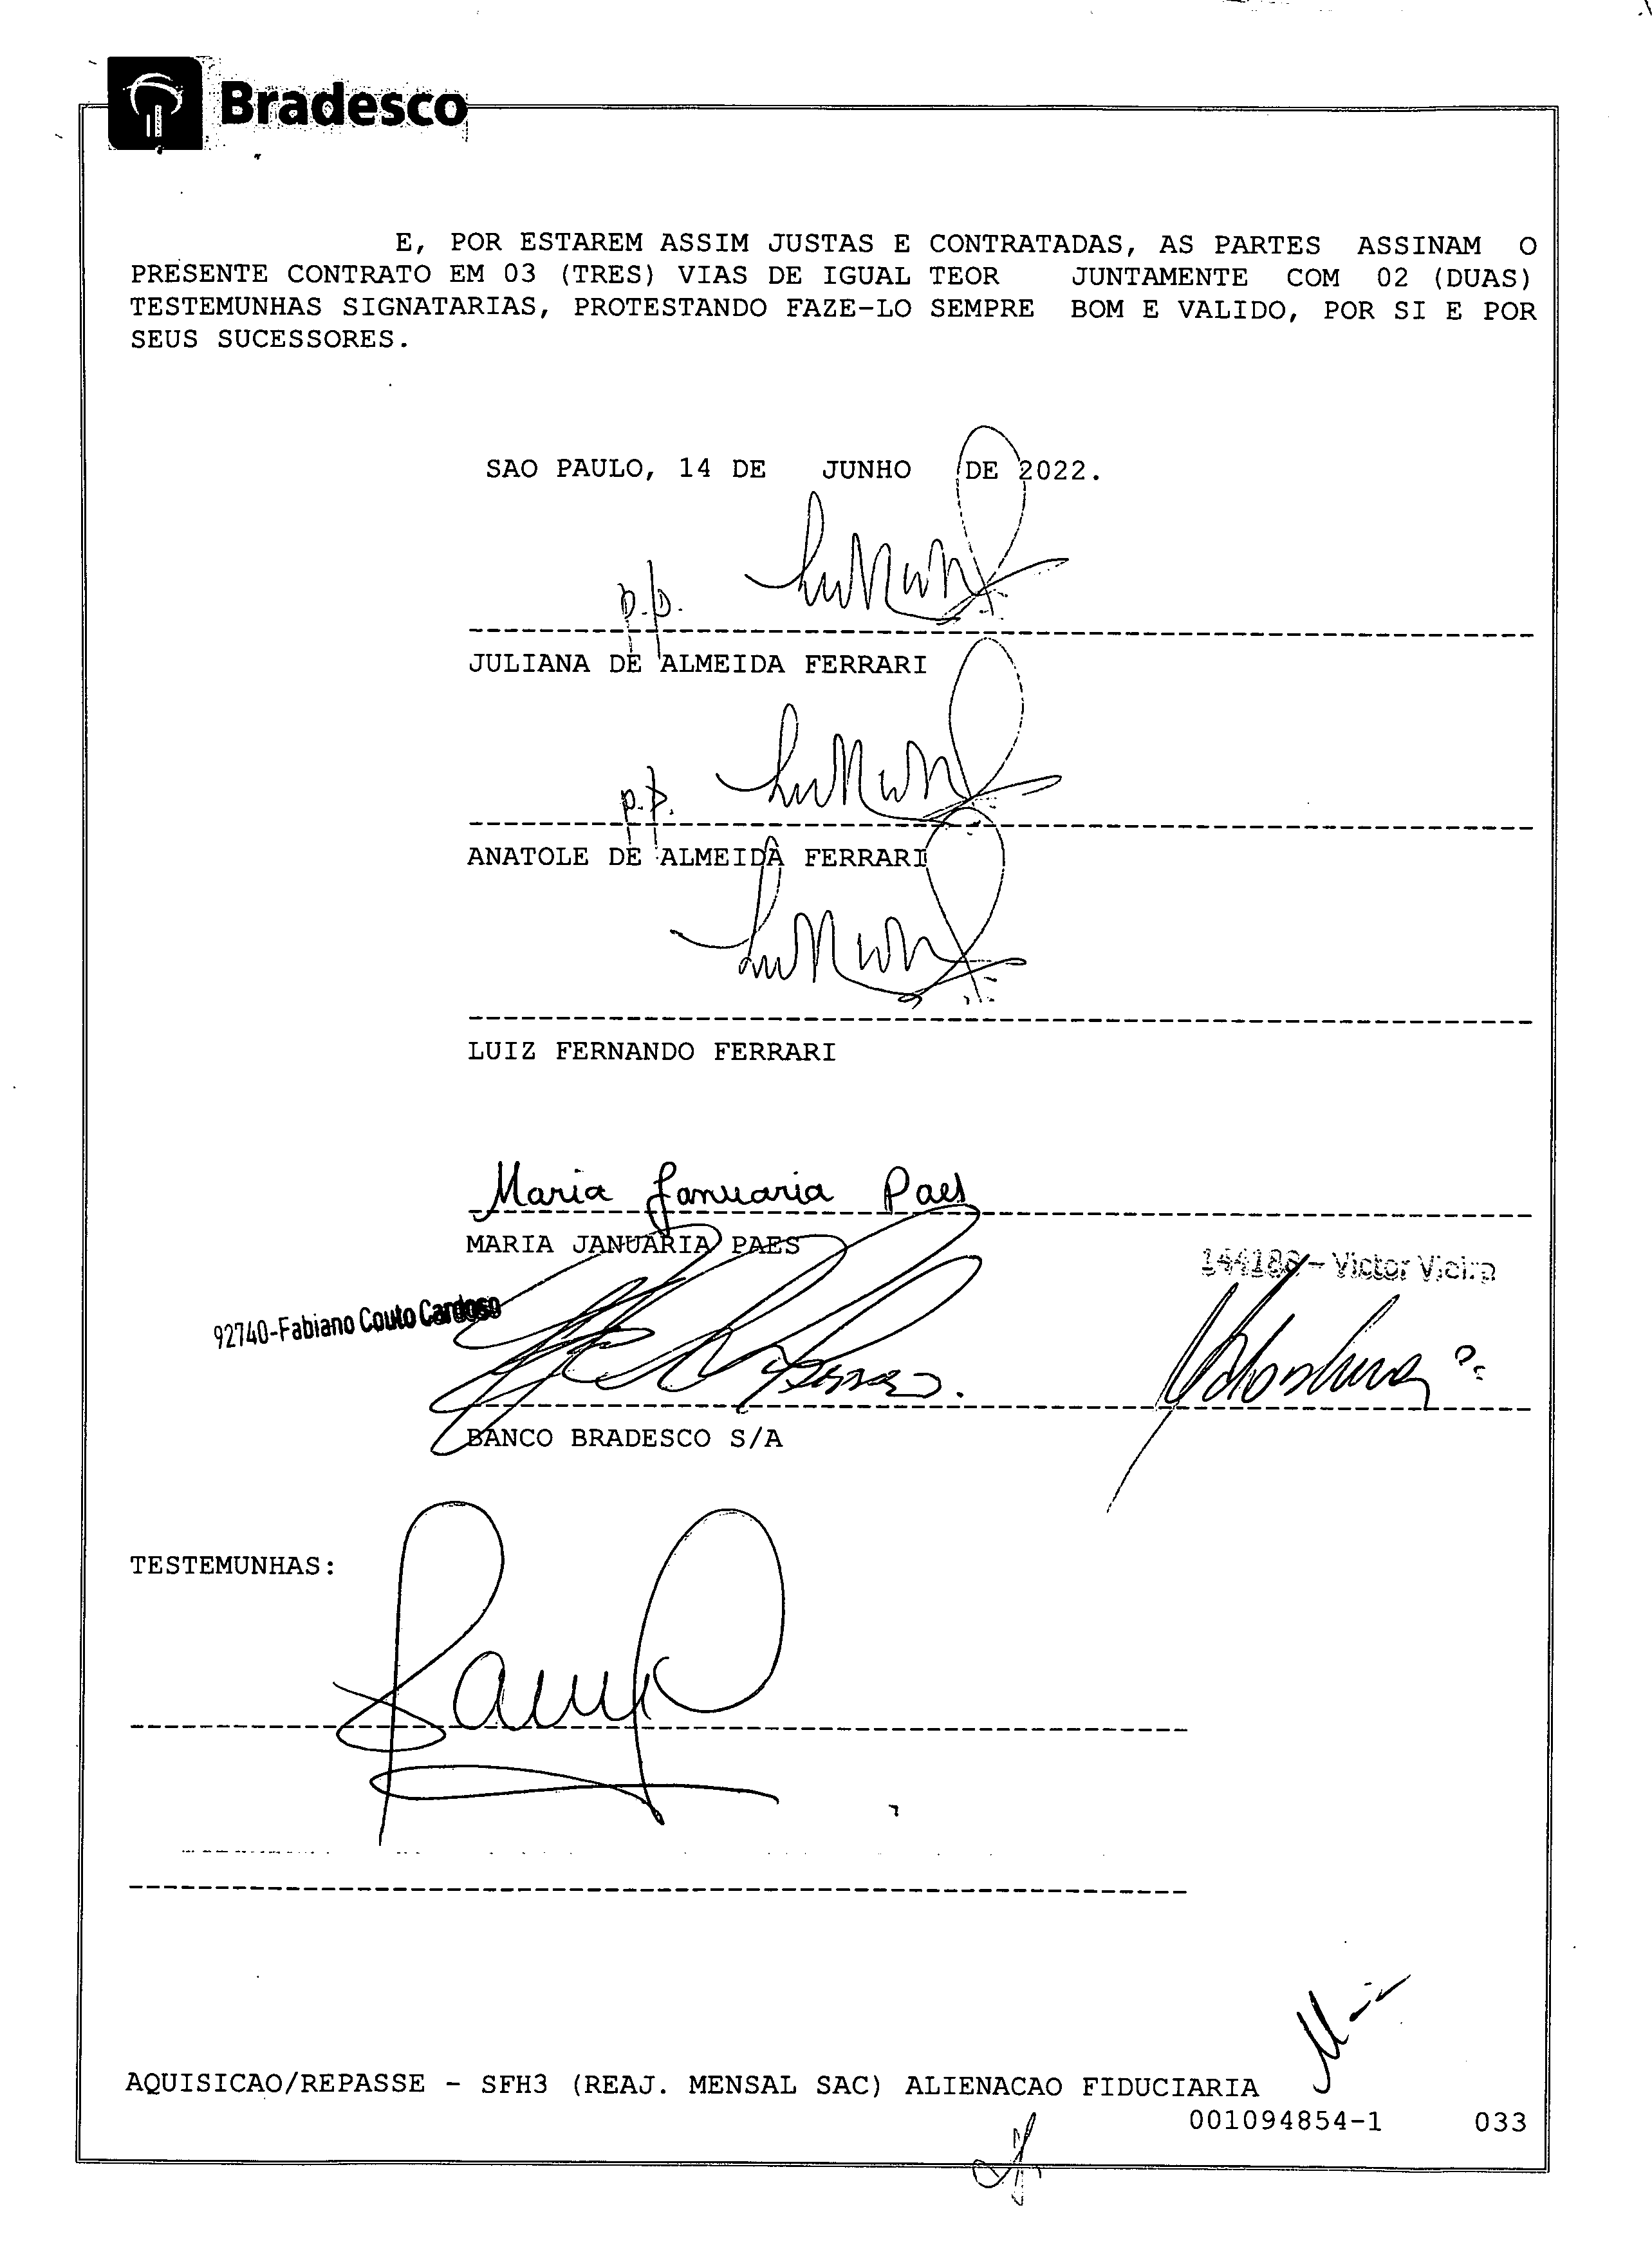 Bradesco
E, POR ESTAREM ASSIM JUSTAS E CONTRATADAS, AS PARTES ASSINAM O
PRESENTE CONTRATO EM 03 (TRES) VIAS DE IGUAL TEOR JUNTAMENTE COM 02 (DUAS)
TESTEMUNHAS SIGNATARIAS, PROTESTANDO FAZE-LO SEMPRE BOM E VALIDO, POR SI E POR
SEUS SUCESSORES.
SAO PAULO, 14 DE JUNHO DE 2022.
p.p.
JULIANA DE ALMEIDA FERRARI
p.p.
ANATOLE DE ALMEIDA FERRARI
LUIZ FERNANDO FERRARI
Maria Januaria Paes
MARIA JANUARIA PAES
144188 - Victor Vieira
92740-Fabiano Couto Cardoso
BANCO BRADESCO S/A
TESTEMUNHAS:
AQUISICAO/REPASSE - SFH3 (REAJ. MENSAL SAC) ALIENACAO FIDUCIARIA
001094854-1 033